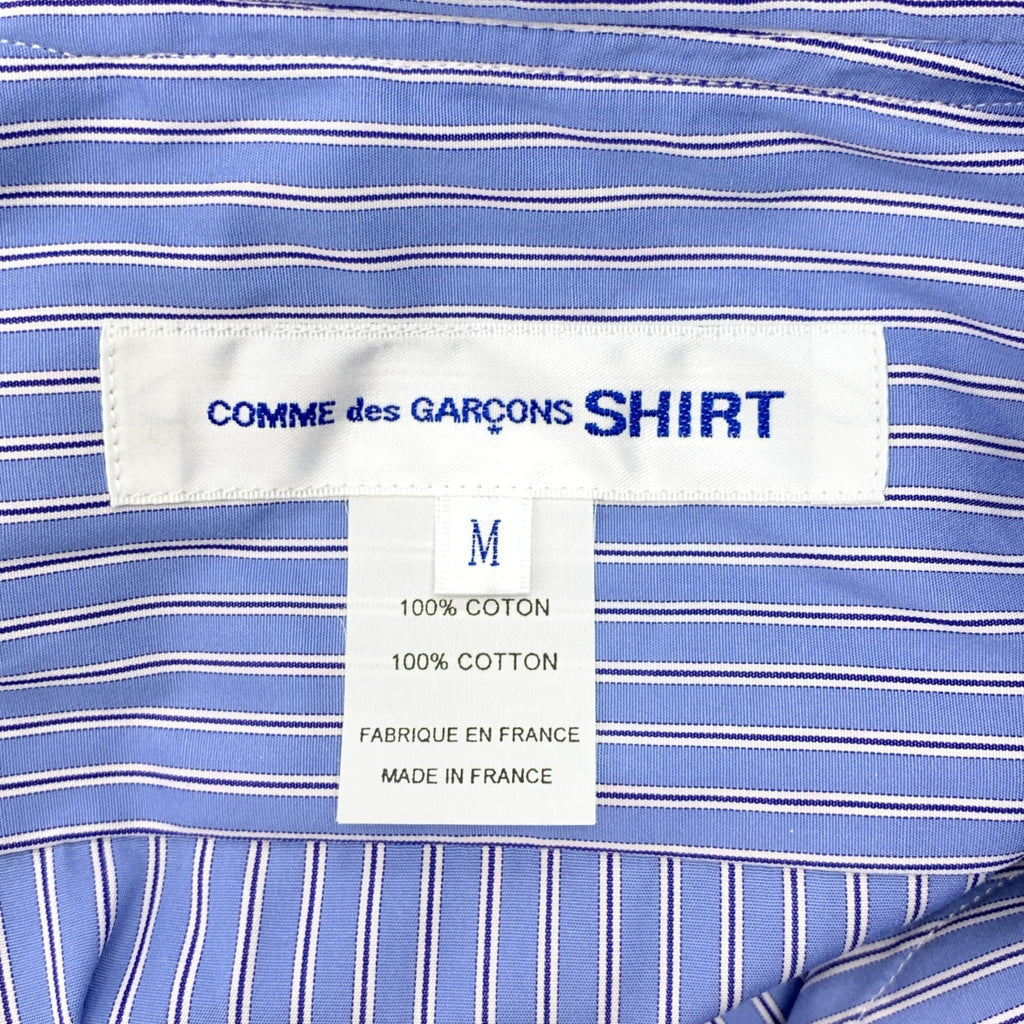 COMME des GARÇONS SHIRT
M
100% COTON
100% COTTON
FABRIQUE EN FRANCE
MADE IN FRANCE